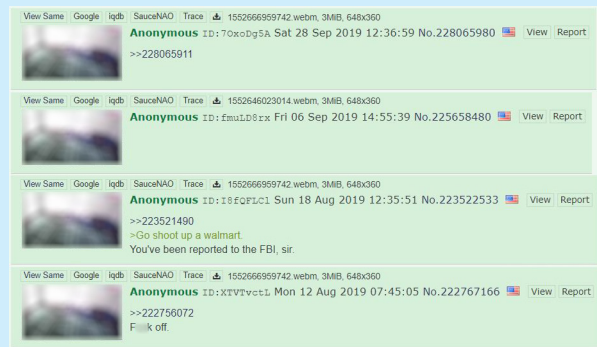 View Same Google iqdb SauceNAO Trace 1552666959742.webm, 3MiB, 648x360
Anonymous ID:7OxoDg5A Sat 28 Sep 2019 12:36:59 No.228065980 View Report
>>228065911
View Same Google iqdb SauceNAO Trace 1552646023014.webm, 3MiB, 648x360
Anonymous ID:fmuLD8rx Fri 06 Sep 2019 14:55:39 No.225658480 View Report
View Same Google iqdb SauceNAO Trace 1552666959742.webm, 3MiB, 648x360
Anonymous ID:I8fQFLCl Sun 18 Aug 2019 12:35:51 No.223522533 View Report
>>223521490
>Go shoot up a walmart.
You've been reported to the FBI, sir.
View Same Google iqdb SauceNAO Trace 1552666959742.webm, 3MiB, 648x360
Anonymous ID:XTVTvctL Mon 12 Aug 2019 07:45:05 No.222767166 View Report
>>222756072
F k off.